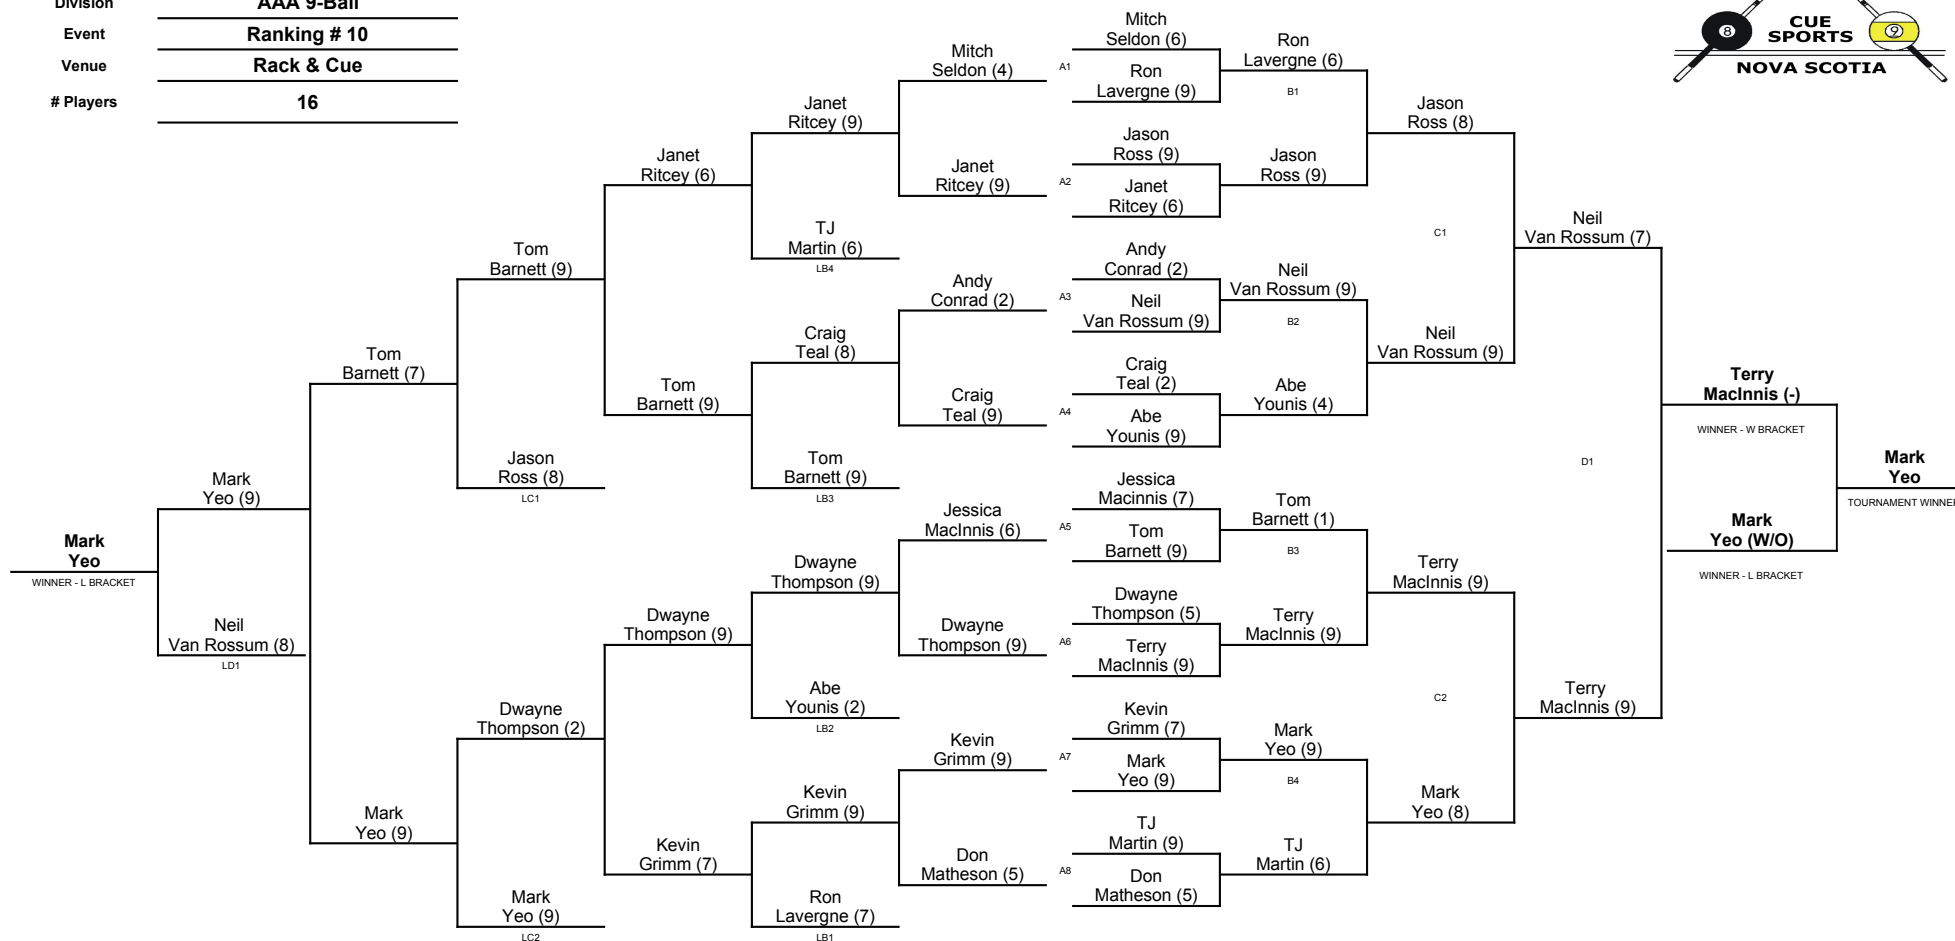 Division AAA 9-Ball
Event Ranking # 10
Venue Rack & Cue
# Players 16
8
CUE
SPORTS
9
NOVA SCOTIA
Mark
Yeo
WINNER - L BRACKET
Mark
Yeo (9)
Neil
Van Rossum (8)
LD1
Tom
Barnett (7)
Mark
Yeo (9)
Tom
Barnett (9)
Jason
Ross (8)
LC1
Dwayne
Thompson (2)
Mark
Yeo (9)
LC2
Janet
Ritcey (6)
Tom
Barnett (9)
Dwayne
Thompson (9)
Kevin
Grimm (7)
Janet
Ritcey (9)
TJ
Martin (6)
LB4
Craig
Teal (8)
Tom
Barnett (9)
LB3
Dwayne
Thompson (9)
Abe
Younis (2)
LB2
Kevin
Grimm (9)
Ron
Lavergne (7)
LB1
Mitch
Seldon (4)
Janet
Ritcey (9)
Andy
Conrad (2)
Craig
Teal (9)
Jessica
MacInnis (6)
Dwayne
Thompson (9)
Kevin
Grimm (9)
Don
Matheson (5)
Mitch
Seldon (6)
A1
Ron
Lavergne (9)
Jason
Ross (9)
A2
Janet
Ritcey (6)
Andy
Conrad (2)
A3
Neil
Van Rossum (9)
Craig
Teal (2)
A4
Abe
Younis (9)
Jessica
Macinnis (7)
A5
Tom
Barnett (9)
Dwayne
Thompson (5)
A6
Terry
MacInnis (9)
Kevin
Grimm (7)
A7
Mark
Yeo (9)
TJ
Martin (9)
A8
Don
Matheson (5)
Ron
Lavergne (6)
B1
Jason
Ross (9)
Neil
Van Rossum (9)
B2
Abe
Younis (4)
Tom
Barnett (1)
B3
Terry
MacInnis (9)
Mark
Yeo (9)
B4
TJ
Martin (6)
Jason
Ross (8)
C1
Neil
Van Rossum (9)
Terry
MacInnis (9)
C2
Mark
Yeo (8)
Neil
Van Rossum (7)
D1
Terry
MacInnis (9)
Terry
MacInnis (-)
WINNER - W BRACKET
Mark
Yeo (W/O)
WINNER - L BRACKET
Mark
Yeo
TOURNAMENT WINNER